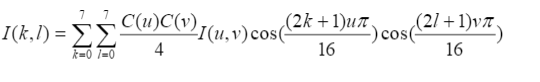 I(k,l) = \sum_{k=0}^{7} \sum_{l=0}^{7} \frac{C(u)C(v)}{4} I(u,v) \cos(\frac{(2k+1)u\pi}{16}) \cos(\frac{(2l+1)v\pi}{16})